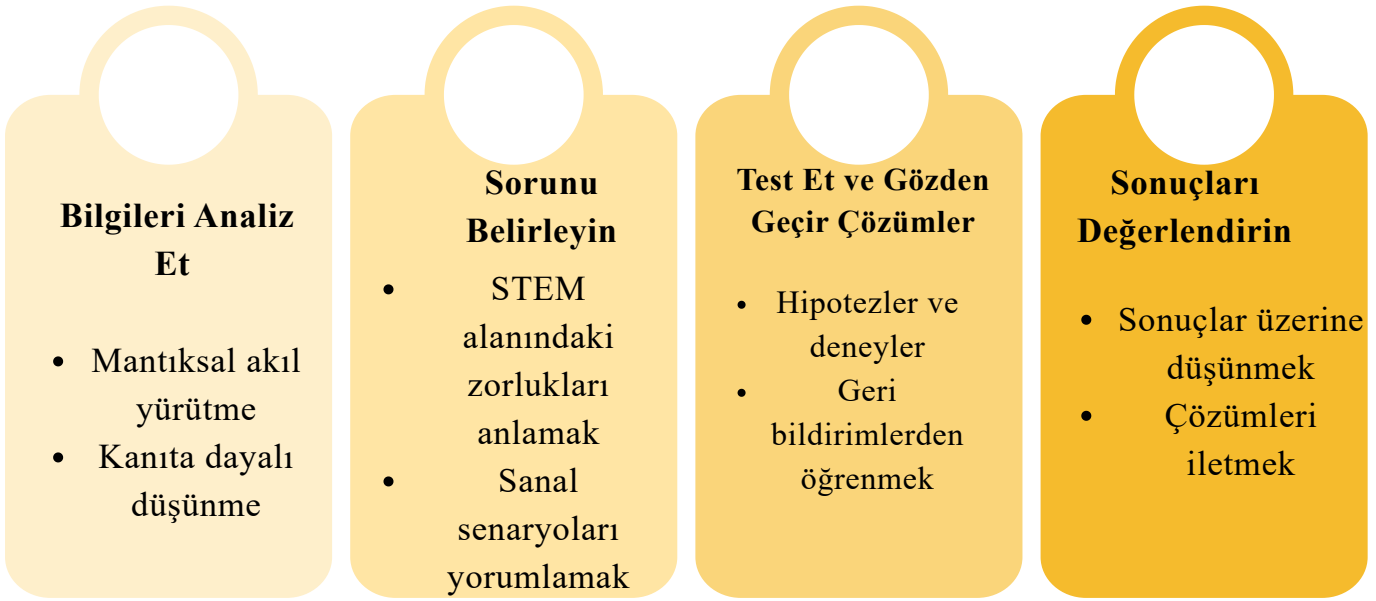 Bilgileri Analiz
Et
• Mantıksal akıl
yürütme
• Kanıta dayalı
düşünme
Sorunu
Belirleyin
• STEM
alanındaki
zorlukları
anlamak
• Sanal
senaryoları
yorumlamak
Test Et ve Gözden
Geçir Çözümler
• Hipotezler ve
deneyler
• Geri
bildirimlerden
öğrenmek
Sonuçları
Değerlendirin
• Sonuçlar üzerine
düşünmek
• Çözümleri
iletmek